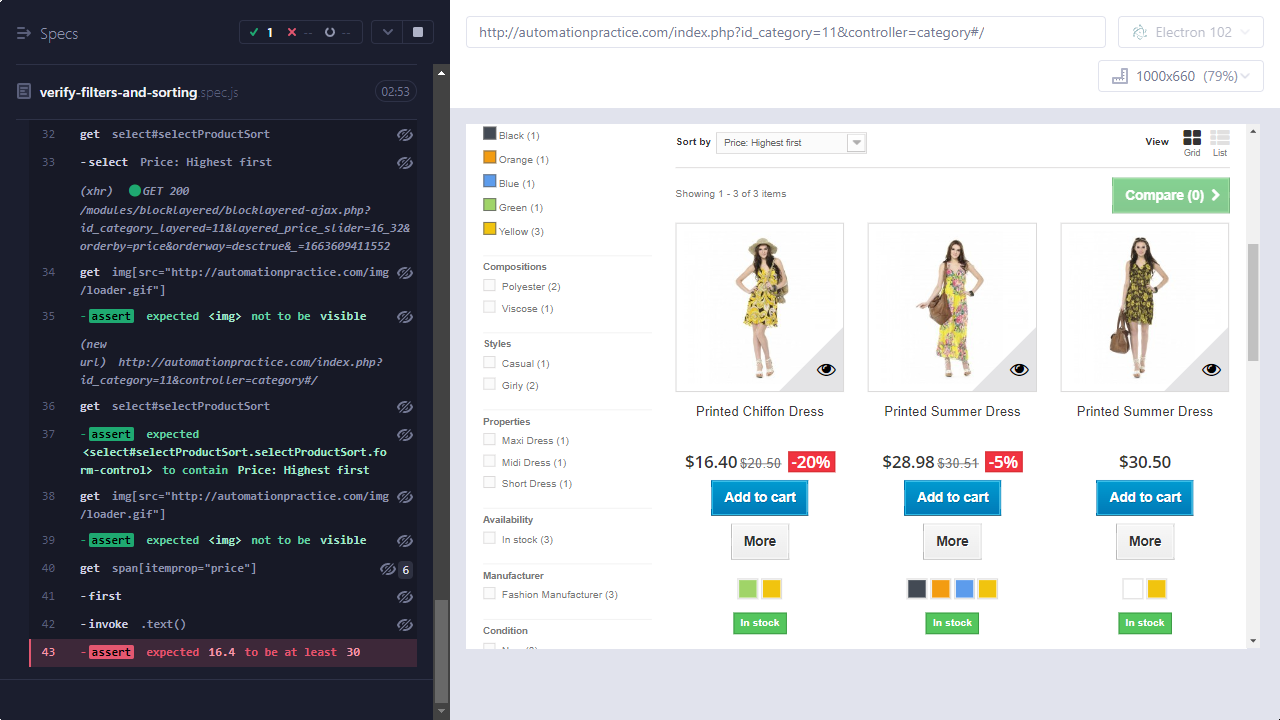 Specs
1
--
--
verify-filters-and-sorting.spec.js
02:53
32 get select#selectProductSort
33 -select Price: Highest first
(xhr) GET 200
/modules/blocklayered/blocklayered-ajax.php?
id_category_layered=11&layered_price_slider=16_32&
orderby=price&orderway=desctrue&_=1663609411552
34 get img[src="http://automationpractice.com/img
/loader.gif"]
35 -assert expected <img> not to be visible
(new
url) http://automationpractice.com/index.php?
id_category=11&controller=category#/
36 get select#selectProductSort
37 -assert expected
<select#selectProductSort.selectProductSort.fo
rm-control> to contain Price: Highest first
38 get img[src="http://automationpractice.com/img
/loader.gif"]
39 -assert expected <img> not to be visible
40 get span[itemprop="price"] 6
41 -first
42 -invoke .text()
43 -assert expected 16.4 to be at least 30
http://automationpractice.com/index.php?id_category=11&controller=category#/
Electron 102
1000x660 (79%)
Black (1)
Orange (1)
Blue (1)
Green (1)
Yellow (3)
Compositions
Polyester (2)
Viscose (1)
Styles
Casual (1)
Girly (2)
Properties
Maxi Dress (1)
Midi Dress (1)
Short Dress (1)
Availability
In stock (3)
Manufacturer
Fashion Manufacturer (3)
Condition
Sort by Price: Highest first
View Grid List
Showing 1 - 3 of 3 items
Compare (0)
Printed Chiffon Dress
$16.40 $20.50 -20%
Add to cart
More
In stock
Printed Summer Dress
$28.98 $30.51 -5%
Add to cart
More
In stock
Printed Summer Dress
$30.50
Add to cart
More
In stock